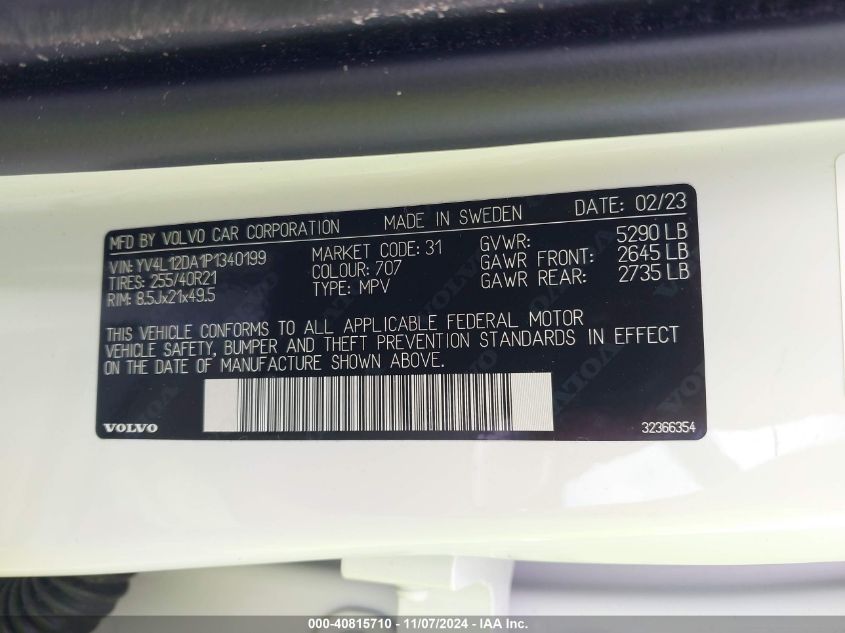 MFD BY VOLVO CAR CORPORATION MADE IN SWEDEN DATE: 02/23
VIN: YV4L12DA1P1340199 MARKET CODE: 31 GVWR: 5290 LB
TIRES: 255/40R21 COLOUR: 707 GAWR FRONT: 2645 LB
RIM: 8.5Jx21x49.5 TYPE: MPV GAWR REAR: 2735 LB
THIS VEHICLE CONFORMS TO ALL APPLICABLE FEDERAL MOTOR
VEHICLE SAFETY, BUMPER AND THEFT PREVENTION STANDARDS IN EFFECT
ON THE DATE OF MANUFACTURE SHOWN ABOVE.
VOLVO 32366354
000-40815710 - 11/07/2024 - IAA Inc.